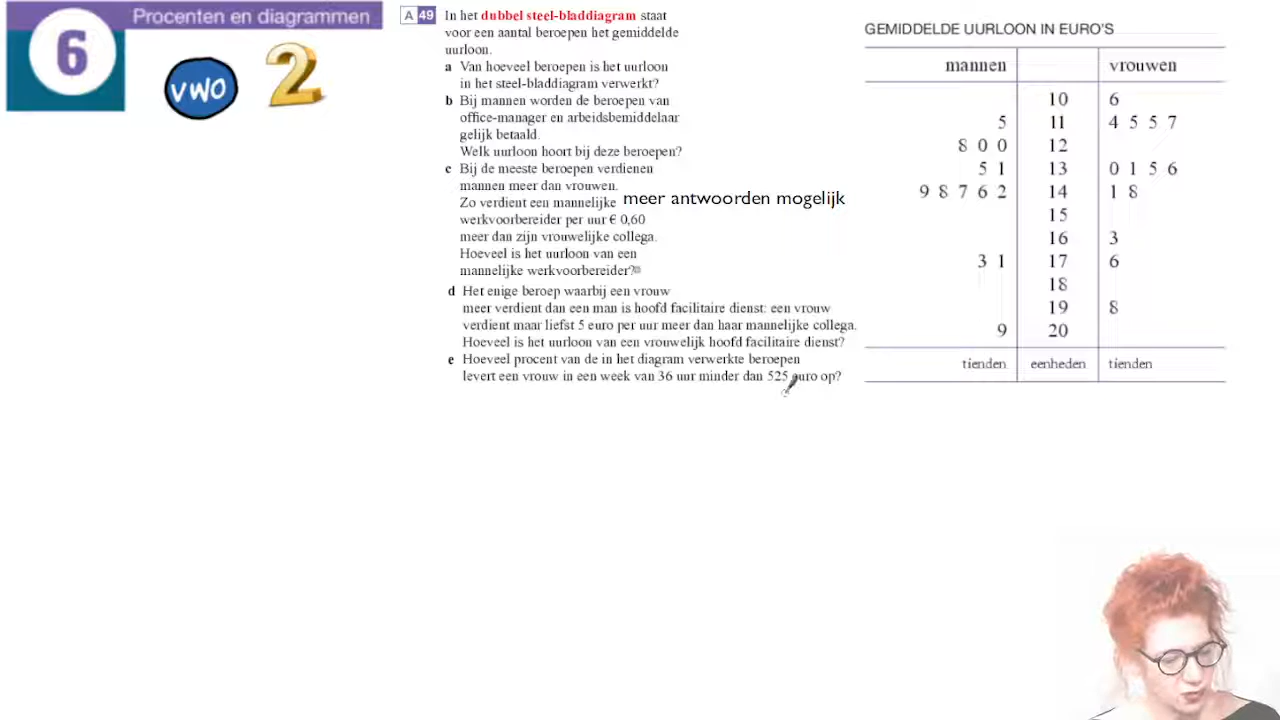 6
Procenten en diagrammen
VWO 2
A 49 In het dubbel steel-bladdiagram staat
voor een aantal beroepen het gemiddelde
uurloon.
a Van hoeveel beroepen is het uurloon
in het steel-bladdiagram verwerkt?
b Bij mannen worden de beroepen van
office-manager en arbeidsbemiddelaar
gelijk betaald.
Welk uurloon hoort bij deze beroepen?
c Bij de meeste beroepen verdienen
mannen meer dan vrouwen.
Zo verdient een mannelijke
werkvoorbereider per uur € 0,60
meer dan zijn vrouwelijke collega.
Hoeveel is het uurloon van een
mannelijke werkvoorbereider?
meer antwoorden mogelijk
d Het enige beroep waarbij een vrouw
meer verdient dan een man is hoofd facilitaire dienst: een vrouw
verdient maar liefst 5 euro per uur meer dan haar mannelijke collega.
Hoeveel is het uurloon van een vrouwelijk hoofd facilitaire dienst?
e Hoeveel procent van de in het diagram verwerkte beroepen
levert een vrouw in een week van 36 uur minder dan 525 euro op?
GEMIDDELDE UURLOON IN EURO'S
mannen vrouwen
10 6
5 11 4 5 5 7
8 0 0 12
5 1 13 0 1 5 6
9 8 7 6 2 14 1 8
15
16 3
3 1 17 6
18
19 8
9 20
tienden eenheden tienden